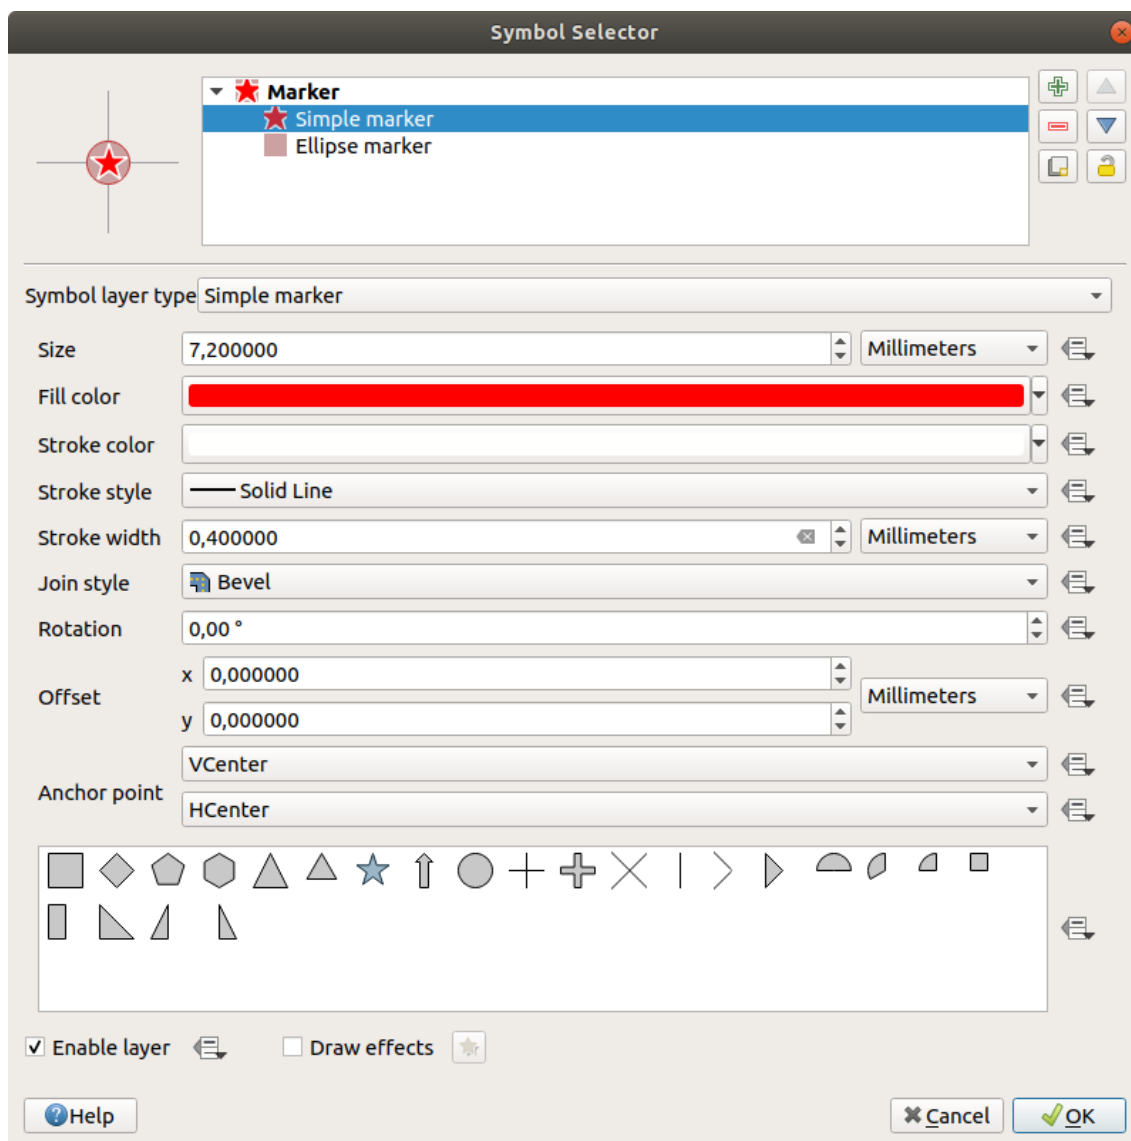 Symbol Selector
Marker
Simple marker
Ellipse marker
Symbol layer type Simple marker
Size 7,200000 Millimeters
Fill color
Stroke color
Stroke style Solid Line
Stroke width 0,400000 Millimeters
Join style Bevel
Rotation 0,00 °
x 0,000000
Offset Millimeters
y 0,000000
VCenter
Anchor point
HCenter
Enable layer Draw effects
Help Cancel OK